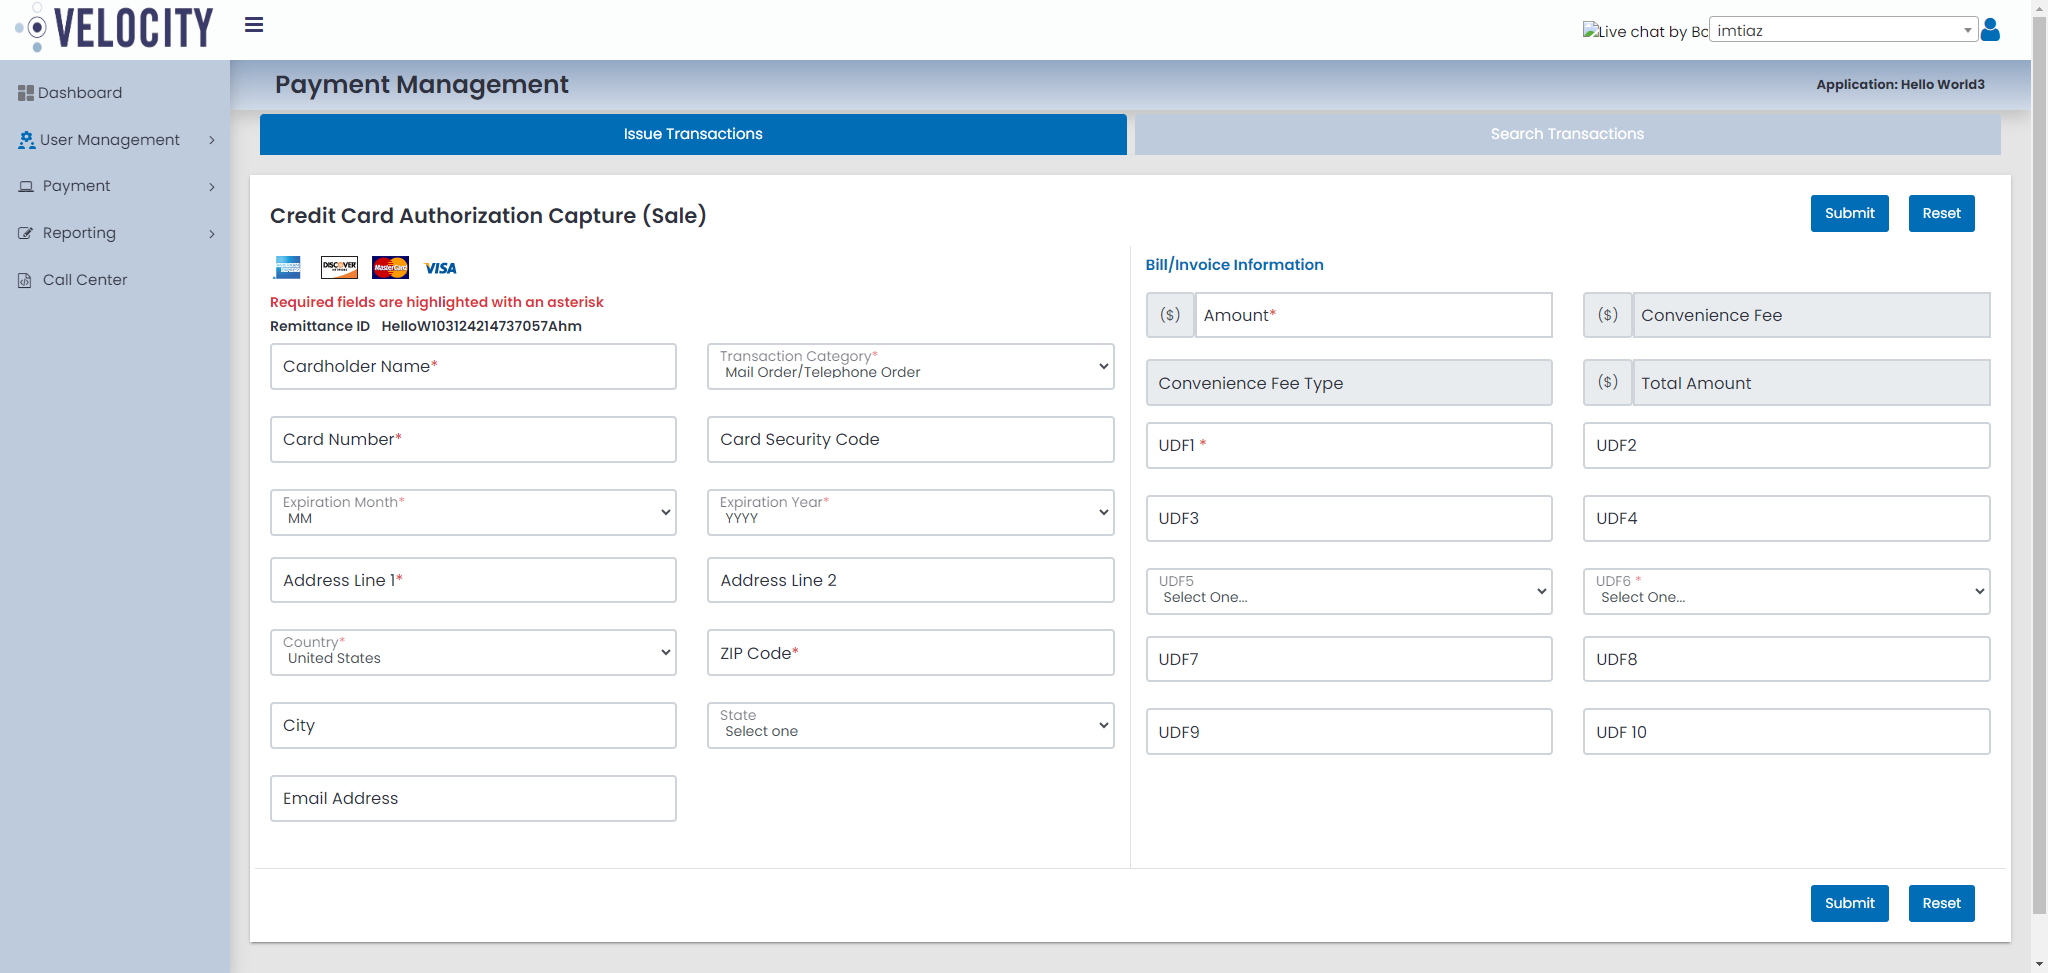 VELOCITY
Live chat by Bo
imtiaz
Dashboard
User Management
Payment
Reporting
Call Center
Payment Management
Application: Hello World3
Issue Transactions
Search Transactions
Credit Card Authorization Capture (Sale)
Submit
Reset
DISCOVER
MasterCard
VISA
Required fields are highlighted with an asterisk
Remittance ID HelloW103124214737057Ahm
Cardholder Name*
Transaction Category*
Mail Order/Telephone Order
Card Number*
Card Security Code
Expiration Month*
MM
Expiration Year*
YYYY
Address Line 1*
Address Line 2
Country*
United States
ZIP Code*
City
State
Select one
Email Address
Bill/Invoice Information
($) Amount*
($) Convenience Fee
Convenience Fee Type
($) Total Amount
UDF1 *
UDF2
UDF3
UDF4
UDF5
Select One...
UDF6 *
Select One...
UDF7
UDF8
UDF9
UDF 10
Submit
Reset